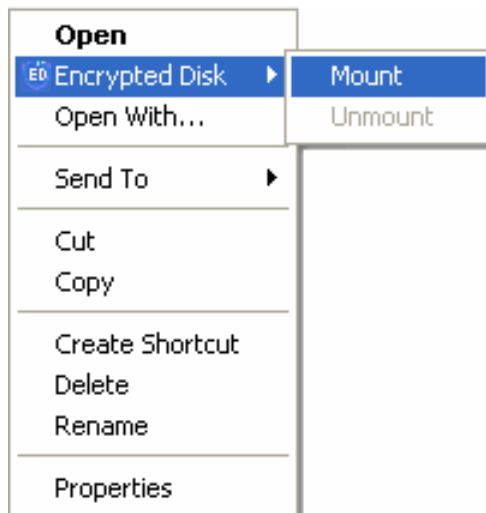 Open
ED Encrypted Disk
Mount
Open With...
Unmount
Send To
Cut
Copy
Create Shortcut
Delete
Rename
Properties